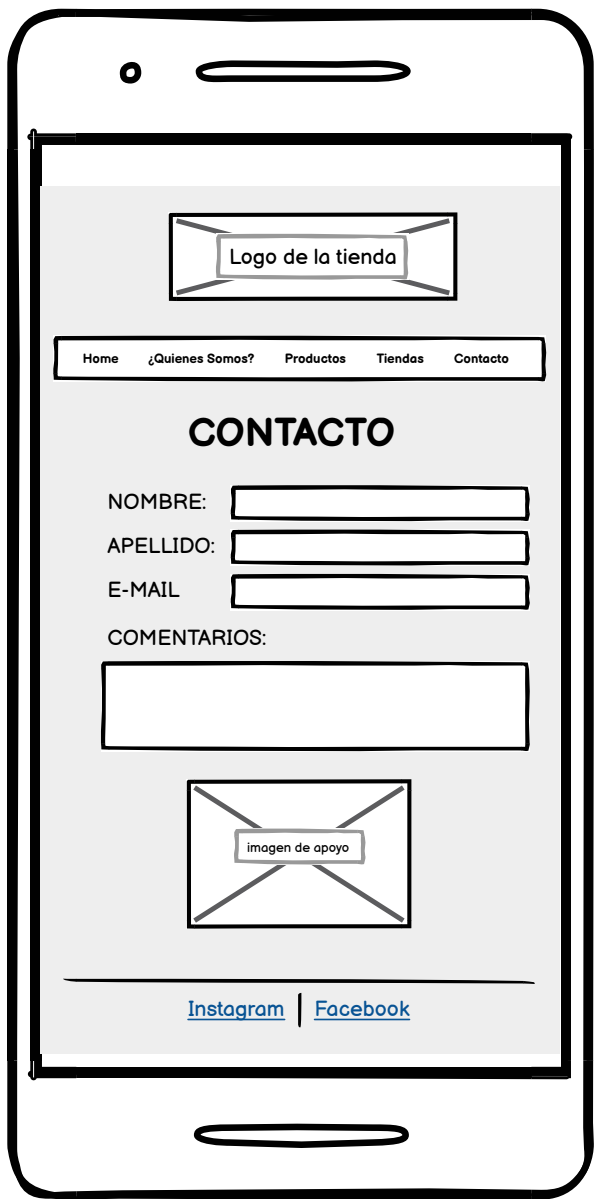 Logo de la tienda
Home ¿Quienes Somos? Productos Tiendas Contacto
CONTACTO
NOMBRE:
APELLIDO:
E-MAIL
COMENTARIOS:
imagen de apoyo
Instagram | Facebook